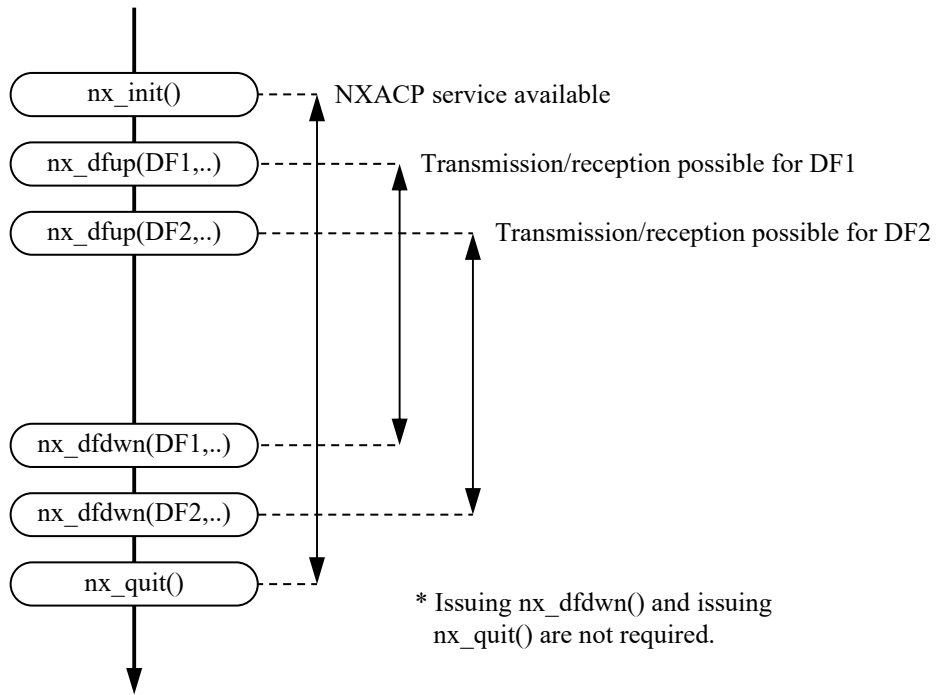 nx_init()
NXACP service available
nx_dfup(DF1,..)
Transmission/reception possible for DF1
nx_dfup(DF2,..)
Transmission/reception possible for DF2
nx_dfdwn(DF1,..)
nx_dfdwn(DF2,..)
nx_quit()
* Issuing nx_dfdwn() and issuing
nx_quit() are not required.